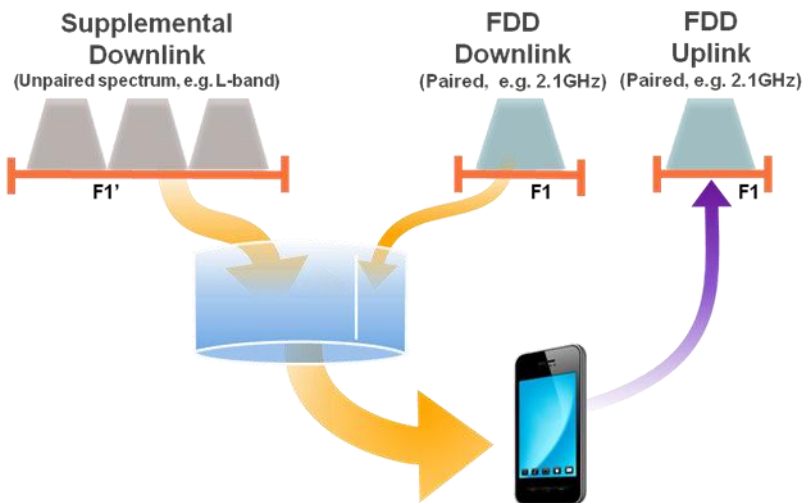 Supplemental
Downlink
(Unpaired spectrum, e.g. L-band)
F1’
FDD
Downlink
(Paired, e.g. 2.1GHz)
F1
FDD
Uplink
(Paired, e.g. 2.1GHz)
F1